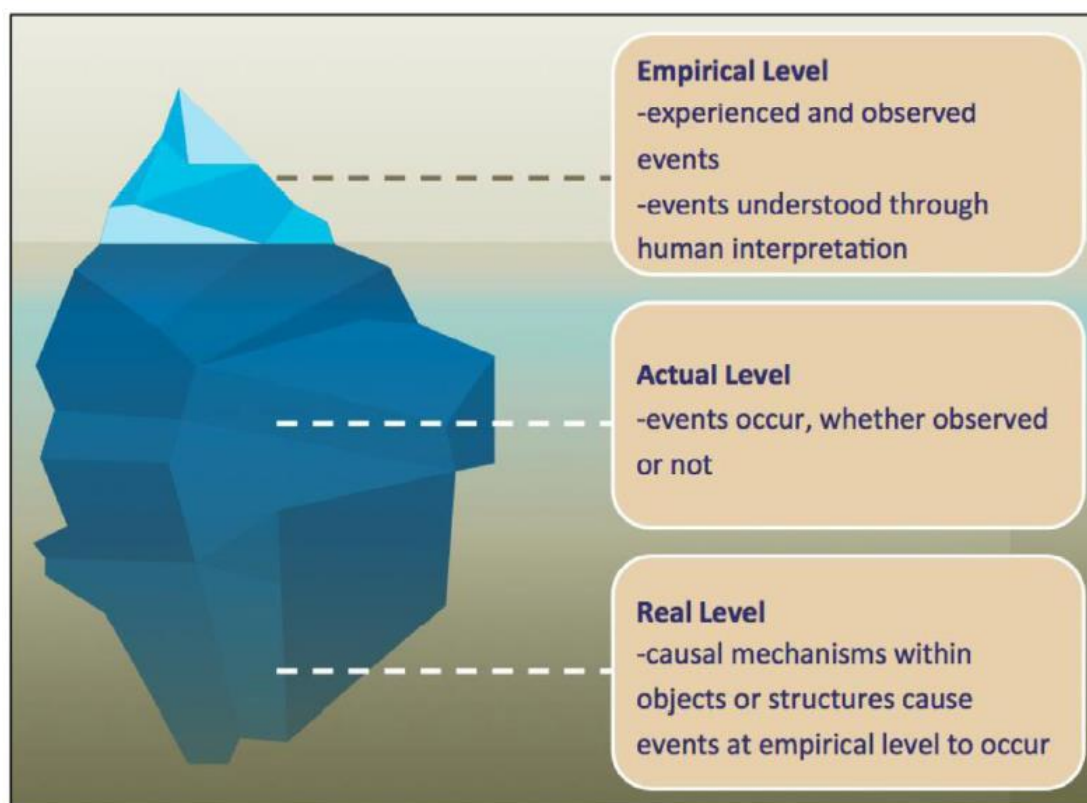 Empirical Level
-experienced and observed
events
-events understood through
human interpretation
Actual Level
-events occur, whether observed
or not
Real Level
-causal mechanisms within
objects or structures cause
events at empirical level to occur